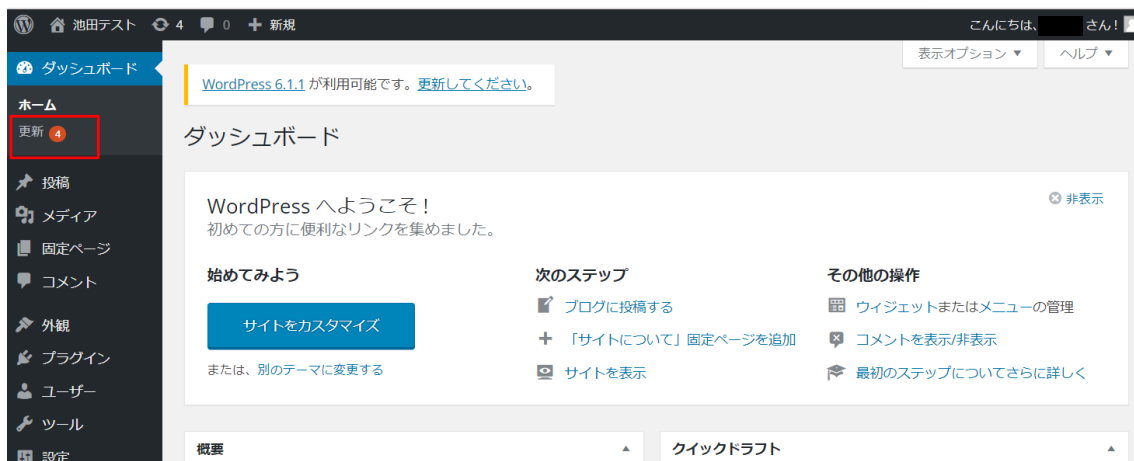 池田テスト 4 0 新規 こんにちは、 さん!
表示オプション ▼ ヘルプ ▼
ダッシュボード
ホーム
更新 4
投稿
メディア
固定ページ
コメント
外観
プラグイン
ユーザー
ツール
設定
WordPress 6.1.1 が利用可能です。更新してください。
ダッシュボード
WordPress へようこそ !
初めての方に便利なリンクを集めました。
非表示
始めてみよう
サイトをカスタマイズ
または、別のテーマに変更する
次のステップ
ブログに投稿する
「サイトについて」固定ページを追加
サイトを表示
その他の操作
ウィジェットまたはメニューの管理
コメントを表示/非表示
最初のステップについてさらに詳しく
概要 ▲
クイックドラフト ▲